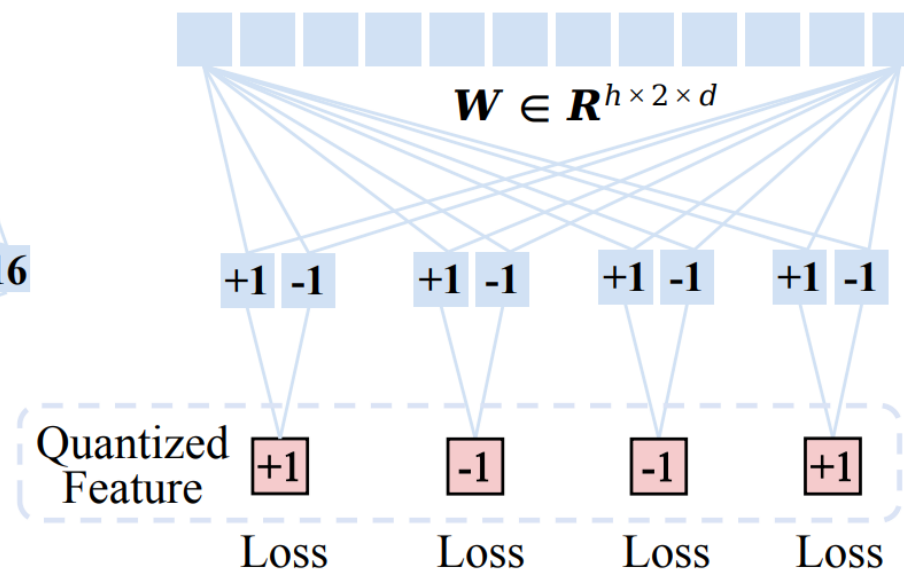 W ∈ R^{h × 2 × d}
16
+1 -1 +1 -1 +1 -1 +1 -1
Quantized
Feature
+1 -1 -1 +1
Loss Loss Loss Loss